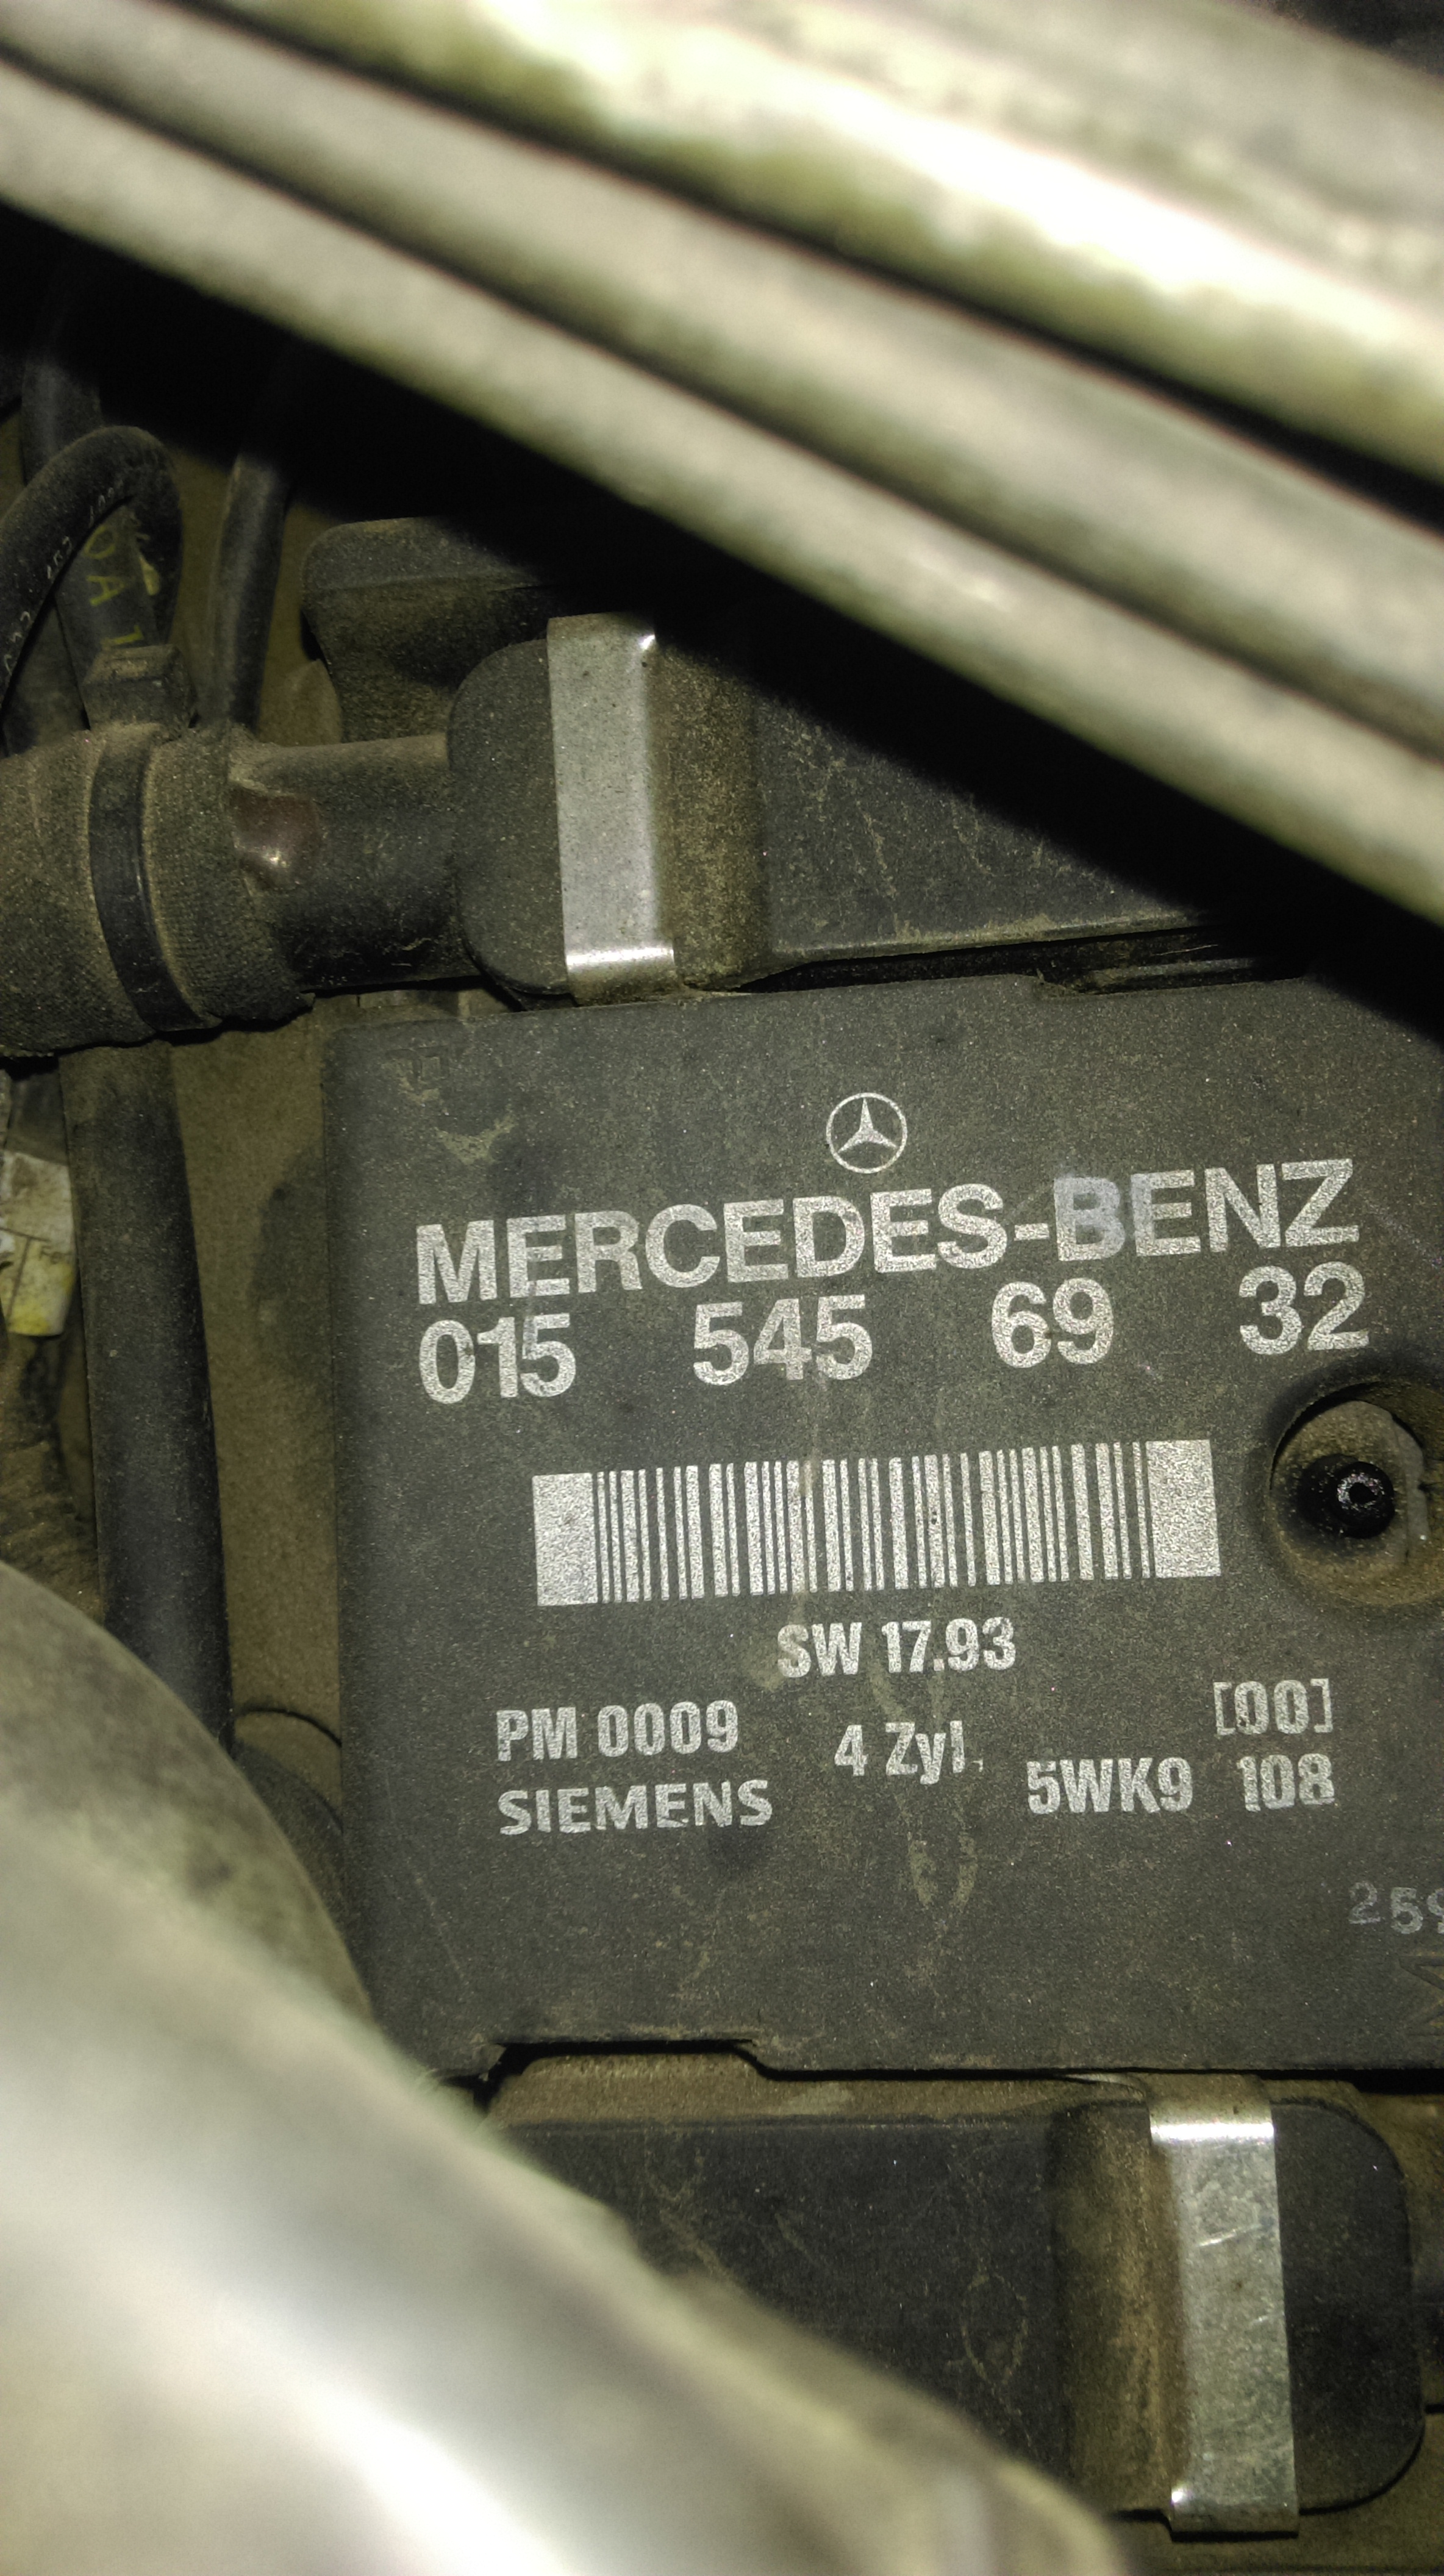 MERCEDES-BENZ
015 545 69 32
SW 17.93
[00]
PM 0009 4 Zyl.
5WK9 108
SIEMENS